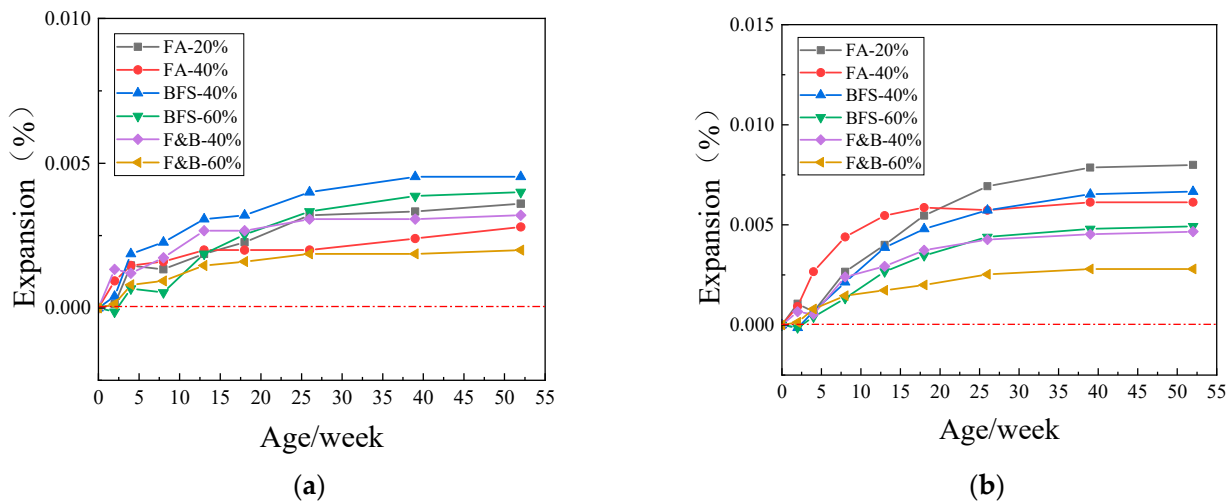 0.010
0.005
0.000
Expansion（%）
FA-20%
FA-40%
BFS-40%
BFS-60%
F&B-40%
F&B-60%
0 5 10 15 20 25 30 35 40 45 50 55
Age/week
(a)
0.015
0.010
0.005
0.000
Expansion（%）
FA-20%
FA-40%
BFS-40%
BFS-60%
F&B-40%
F&B-60%
0 5 10 15 20 25 30 35 40 45 50 55
Age/week
(b)